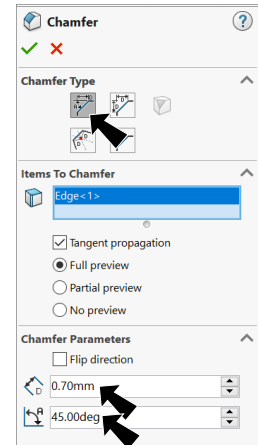 Chamfer
?
Chamfer Type
Items To Chamfer
Edge<1>
Tangent propagation
Full preview
Partial preview
No preview
Chamfer Parameters
Flip direction
D
0.70mm
A
45.00deg